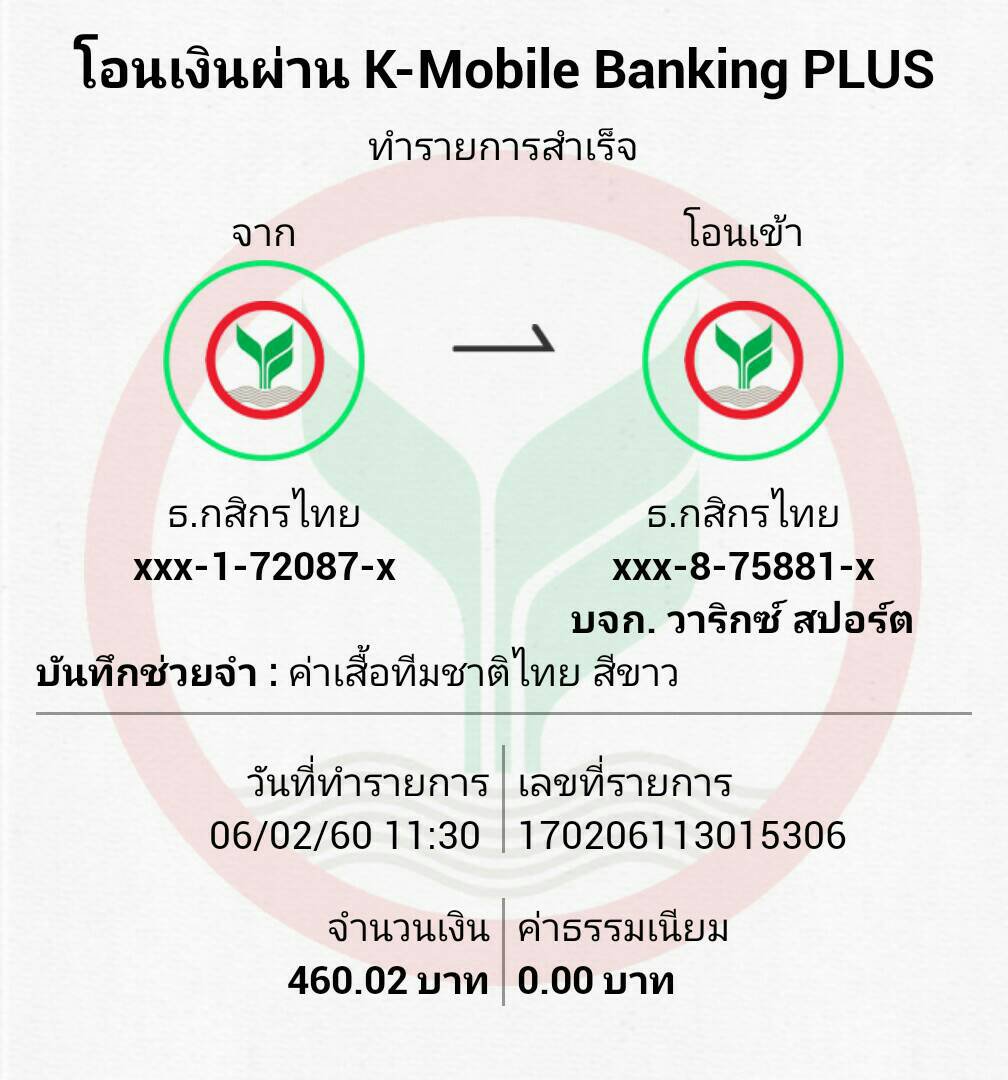 โอนเงินผ่าน K-Mobile Banking PLUS
ทำรายการสำเร็จ
จาก
โอนเข้า
ธ.กสิกรไทย
xxx-1-72087-x
ธ.กสิกรไทย
xxx-8-75881-x
บจก. วาริกซ์ สปอร์ต
บันทึกช่วยจำ : ค่าเสื้อทีมชาติไทย สีขาว
วันที่ทำรายการ
06/02/60 11:30
เลขที่รายการ
170206113015306
จำนวนเงิน
460.02 บาท
ค่าธรรมเนียม
0.00 บาท